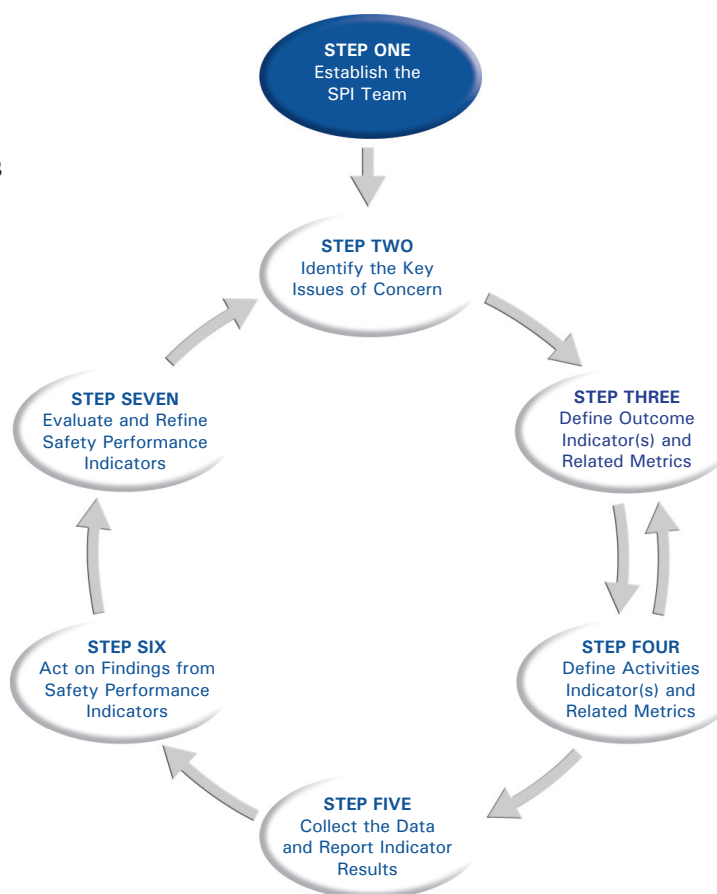 STEP ONE
Establish the
SPI Team
STEP TWO
Identify the Key
Issues of Concern
STEP THREE
Define Outcome
Indicator(s) and
Related Metrics
STEP FOUR
Define Activities
Indicator(s) and
Related Metrics
STEP FIVE
Collect the Data
and Report Indicator
Results
STEP SIX
Act on Findings from
Safety Performance
Indicators
STEP SEVEN
Evaluate and Refine
Safety Performance
Indicators